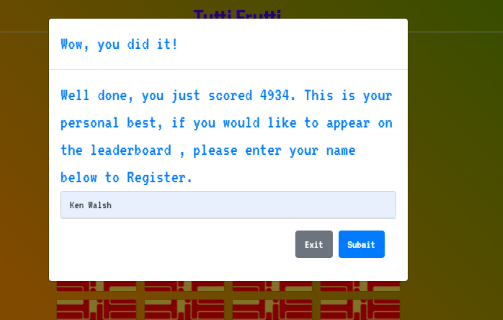 Tutti Frutti
Wow, you did it!
Well done, you just scored 4934. This is your
personal best, if you would like to appear on
the leaderboard , please enter your name
below to Register.
Ken Walsh
Exit Submit